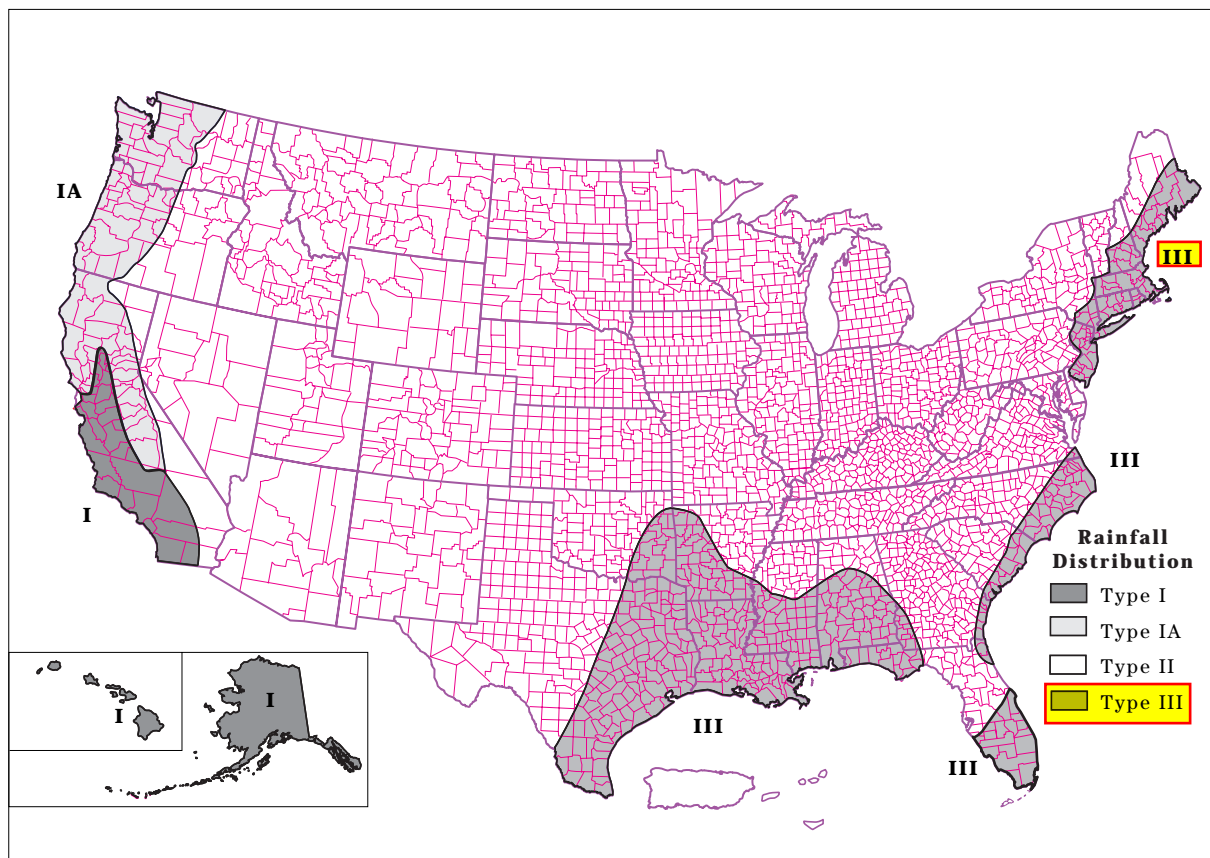 IA
III
III
I
Rainfall
Distribution
Type I
Type IA
Type II
Type III
I
I
III
III